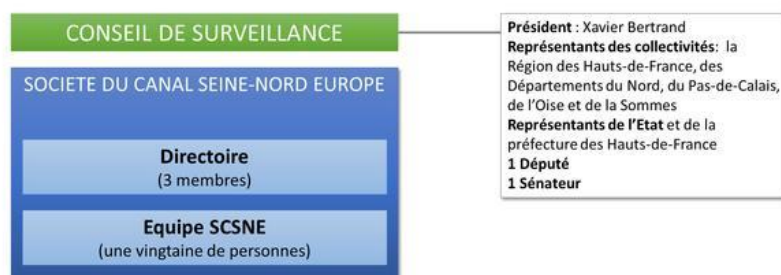 CONSEIL DE SURVEILLANCE
SOCIETE DU CANAL SEINE-NORD EUROPE
Directoire
(3 membres)
Equipe SCSNE
(une vingtaine de personnes)
Président : Xavier Bertrand
Représentants des collectivités: la
Région des Hauts-de-France, des
Départements du Nord, du Pas-de-Calais,
de l'Oise et de la Sommes
Représentants de l'Etat et de la
préfecture des Hauts-de-France
1 Député
1 Sénateur